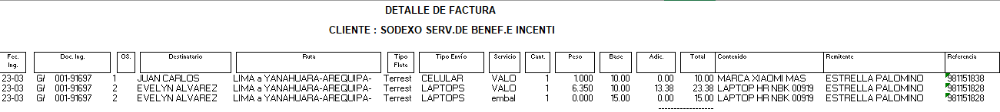 DETALLE DE FACTURA
CLIENTE : SODEXO SERV.DE BENEF.E INCENTI
Fec. Ing. Doc. Ing. OS. Destinatario Ruta Tipo Flete Tipo Envío Servicio Cant. Peso Base Adic. Total Contenido Remitente Referencia
23-03 G/ 001-91697 1 JUAN CARLOS LIMA a YANAHUARA-AREQUIPA- Terrest CELULAR VALO 1 1.000 10.00 0.00 10.00 MARCA XIAOMI MAS ESTRELLA PALOMINO 981151838
23-03 G/ 001-91697 2 EVELYN ALVAREZ LIMA a YANAHUARA-AREQUIPA- Terrest LAPTOPS VALO 1 6.350 10.00 13.38 23.38 LAPTOP HR NBK 00919 ESTRELLA PALOMINO 981151828
23-03 G/ 001-91697 2 EVELYN ALVAREZ LIMA a YANAHUARA-AREQUIPA- Terrest LAPTOPS embal 1 0.000 15.00 0.00 15.00 LAPTOP HR NBK 00919 ESTRELLA PALOMINO 981151828
------------------